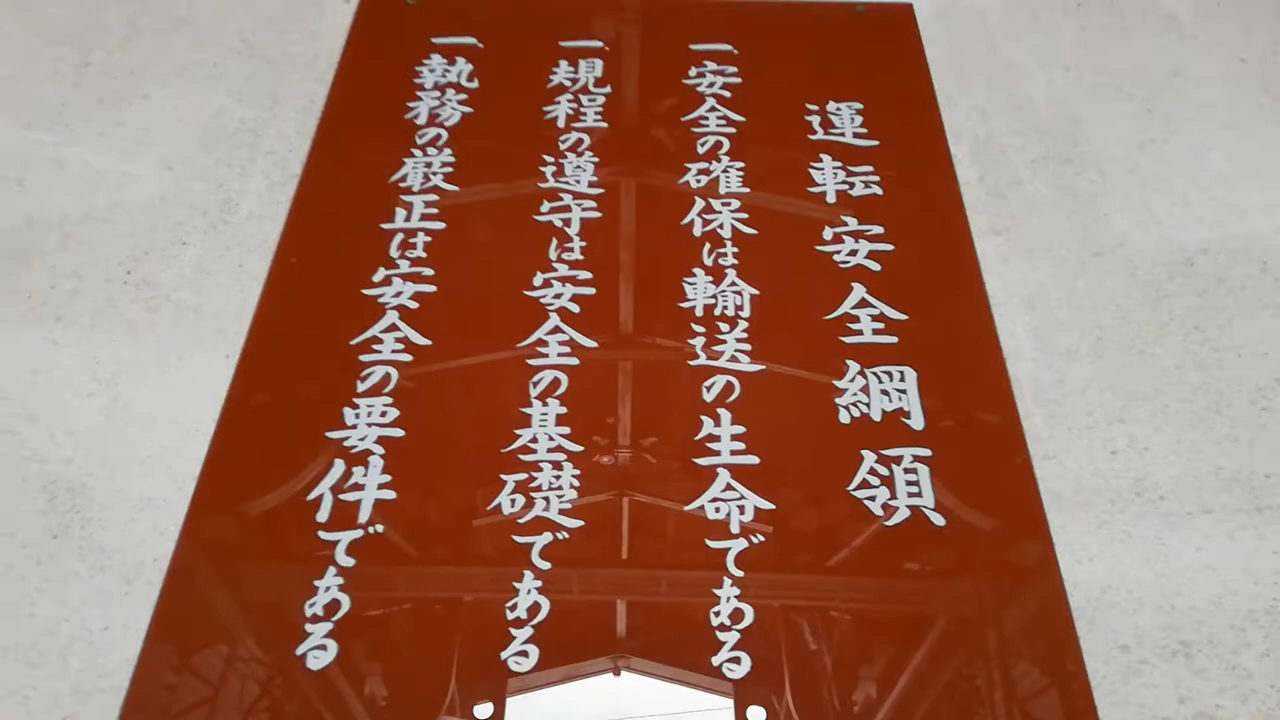 運転安全綱領
一、安全の確保は輸送の生命である
一、規程の遵守は安全の基礎である
一、執務の厳正は安全の要件である